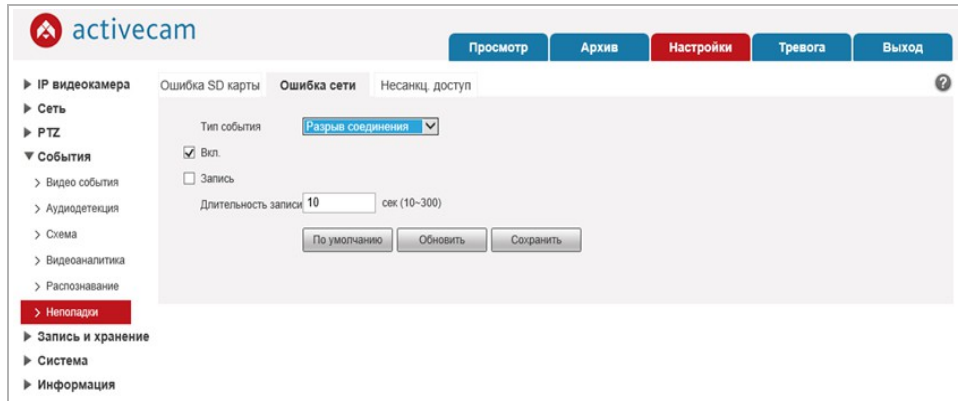 activecam
Просмотр
Архив
Настройки
Тревога
Выход
IP видеокамера
Сеть
PTZ
События
Видео события
Аудиодетекция
Схема
Видеоаналитика
Распознавание
Неполадки
Запись и хранение
Система
Информация
Ошибка SD карты
Ошибка сети
Несанкц. доступ
?
Тип события
Разрыв соединения
Вкл.
Запись
Длительность записи 10 сек (10~300)
По умолчанию
Обновить
Сохранить